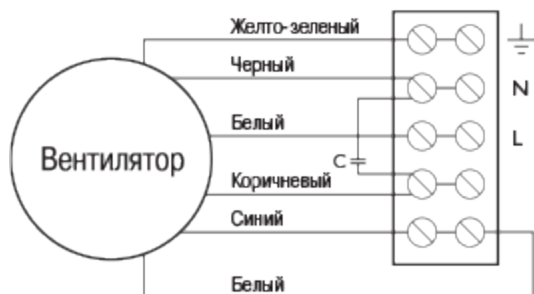 Желто-зеленый
Черный
N
Белый
L
Вентилятор
C
Коричневый
Синий
Белый